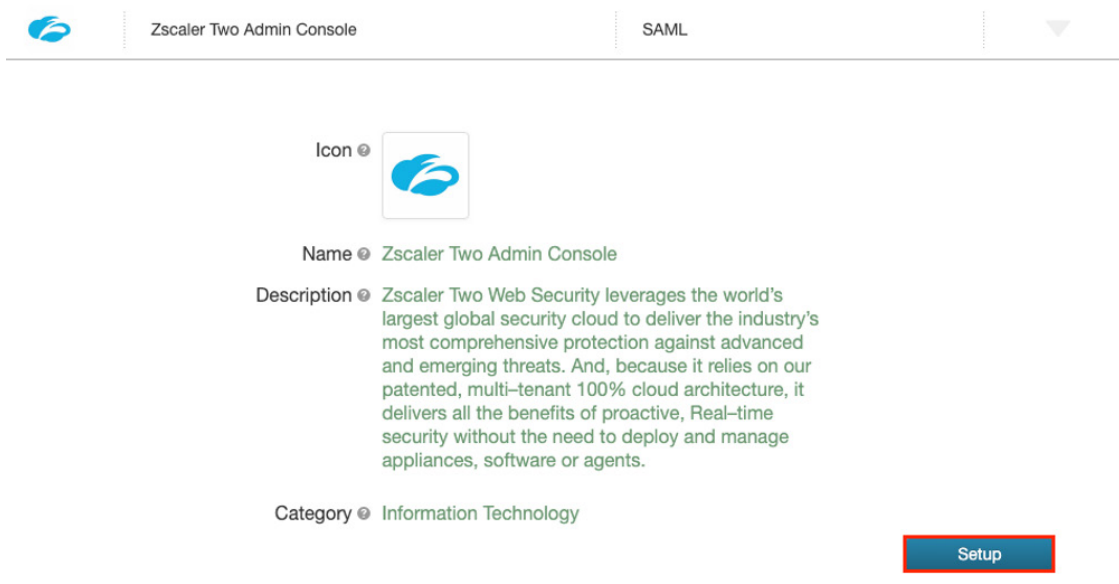 Zscaler Two Admin Console SAML
Icon
Name Zscaler Two Admin Console
Description Zscaler Two Web Security leverages the world's
largest global security cloud to deliver the industry's
most comprehensive protection against advanced
and emerging threats. And, because it relies on our
patented, multi–tenant 100% cloud architecture, it
delivers all the benefits of proactive, Real–time
security without the need to deploy and manage
appliances, software or agents.
Category Information Technology
Setup